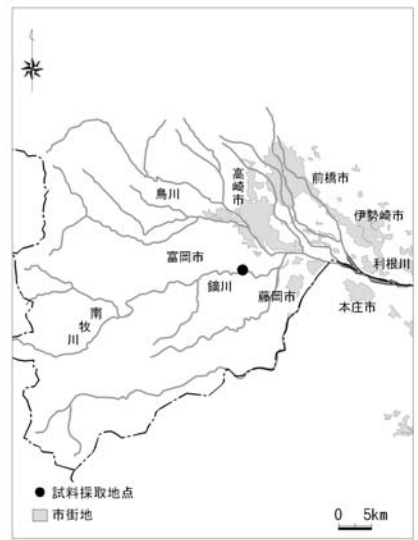 高崎市
前橋市
烏川
伊勢崎市
富岡市
利根川
鏑川
藤岡市
本庄市
南牧川
● 試料採取地点
市街地
0 5km